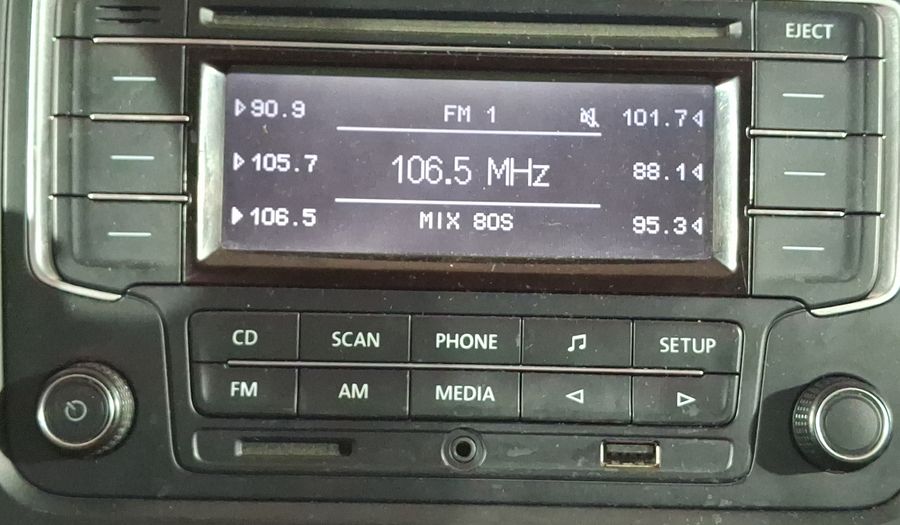 EJECT
90.9 FM 1 101.7
105.7 106.5 MHz 88.1
106.5 MIX 80S 95.3
CD SCAN PHONE SETUP
FM AM MEDIA